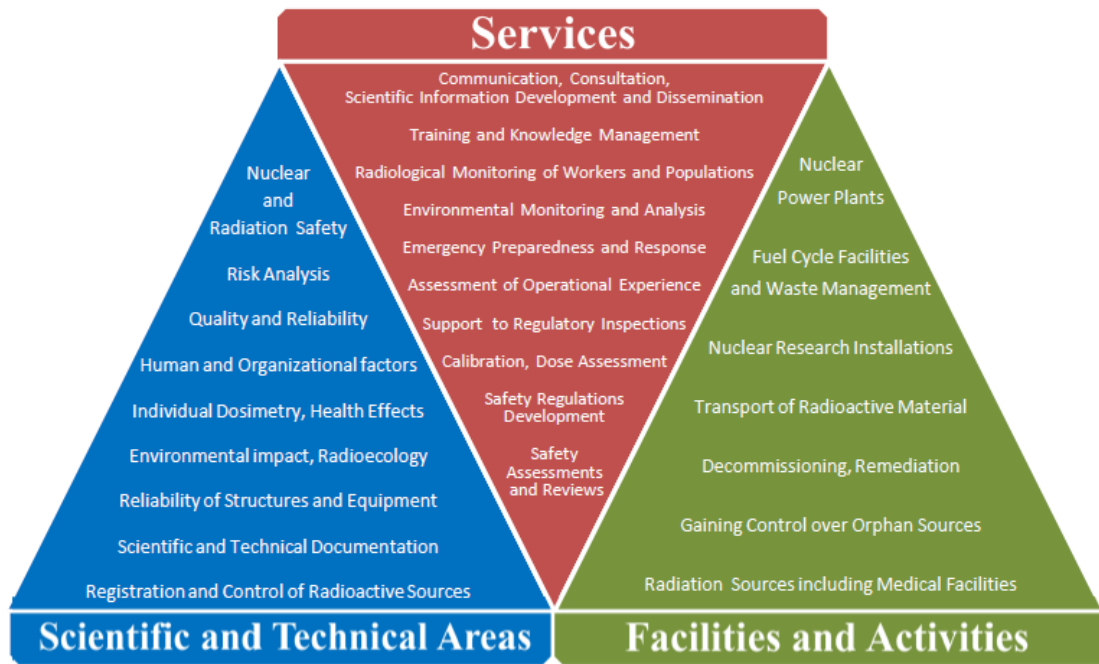 Services
Communication, Consultation,
Scientific Information Development and Dissemination
Training and Knowledge Management
Radiological Monitoring of Workers and Populations
Environmental Monitoring and Analysis
Emergency Preparedness and Response
Assessment of Operational Experience
Support to Regulatory Inspections
Calibration, Dose Assessment
Safety Regulations
Development
Safety
Assessments
and Reviews
Nuclear
and
Radiation Safety
Risk Analysis
Quality and Reliability
Human and Organizational factors
Individual Dosimetry, Health Effects
Environmental impact, Radioecology
Reliability of Structures and Equipment
Scientific and Technical Documentation
Registration and Control of Radioactive Sources
Scientific and Technical Areas
Nuclear
Power Plants
Fuel Cycle Facilities
and Waste Management
Nuclear Research Installations
Transport of Radioactive Material
Decommissioning, Remediation
Gaining Control over Orphan Sources
Radiation Sources including Medical Facilities
Facilities and Activities